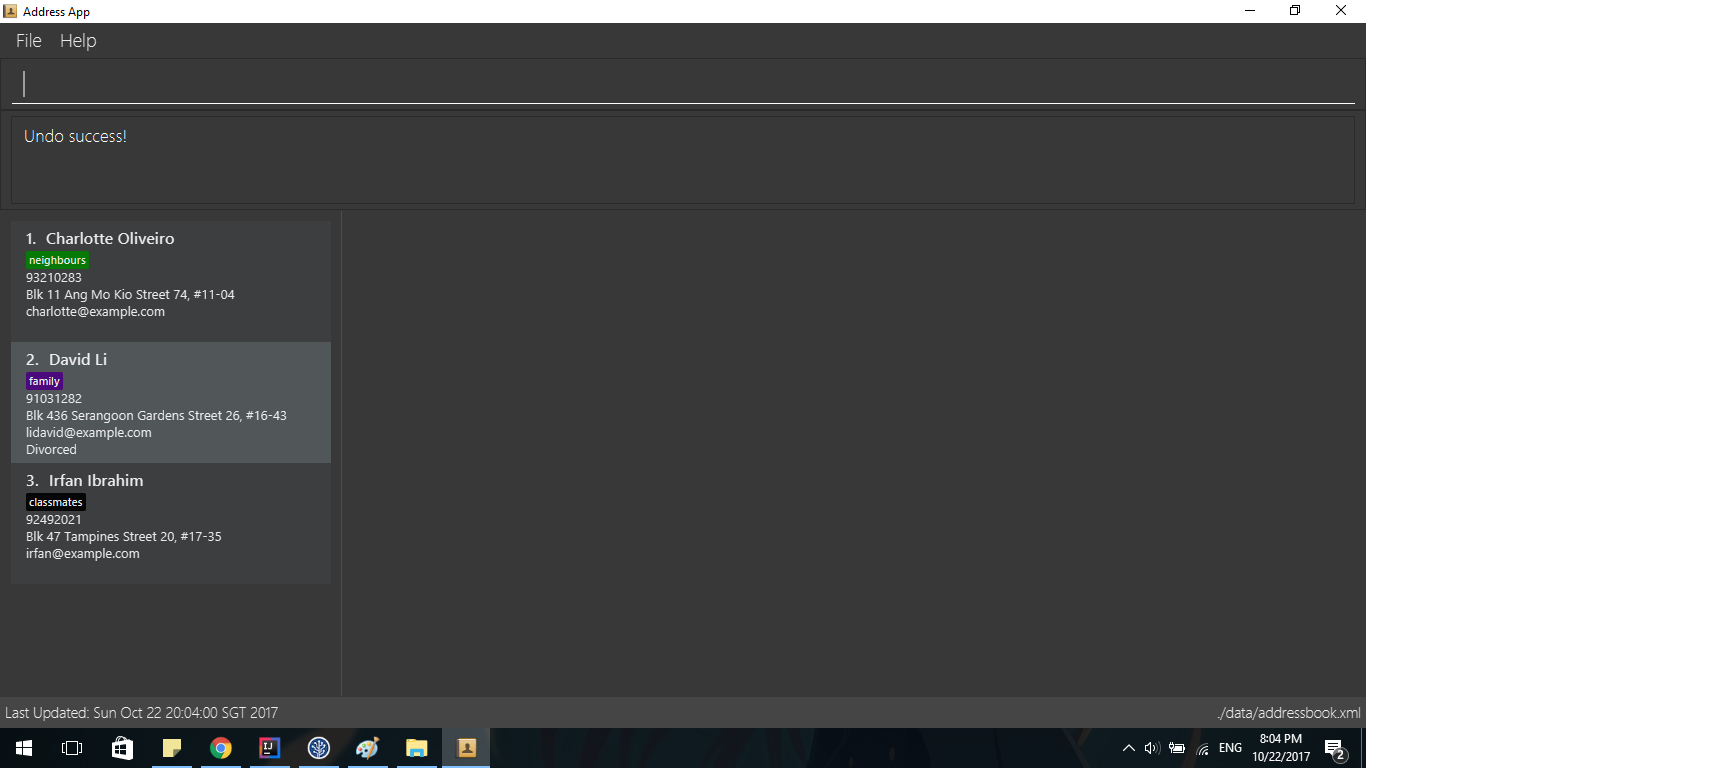 Address App
File Help
Undo success!
1. Charlotte Oliveiro
neighbours
93210283
Blk 11 Ang Mo Kio Street 74, #11-04
charlotte@example.com
2. David Li
family
91031282
Blk 436 Serangoon Gardens Street 26, #16-43
lidavid@example.com
Divorced
3. Irfan Ibrahim
classmates
92492021
Blk 47 Tampines Street 20, #17-35
irfan@example.com
Last Updated: Sun Oct 22 20:04:00 SGT 2017
./data/addressbook.xml
IJ
ENG
8:04 PM
10/22/2017
2